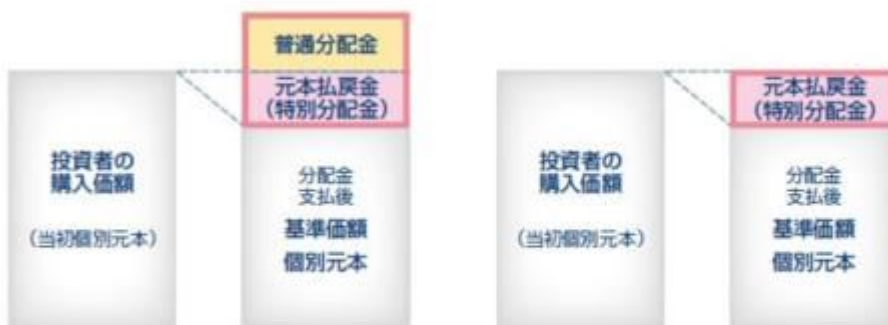 普通分配金
元本払戻金
（特別分配金）
投資者の
購入価額
（当初個別元本）
分配金
支払後
基準価額
個別元本
元本払戻金
（特別分配金）
投資者の
購入価額
（当初個別元本）
分配金
支払後
基準価額
個別元本